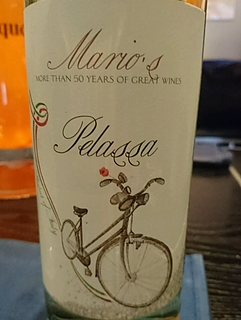 Mario's
MORE THAN 50 YEARS OF GREAT WINES
Pelassa